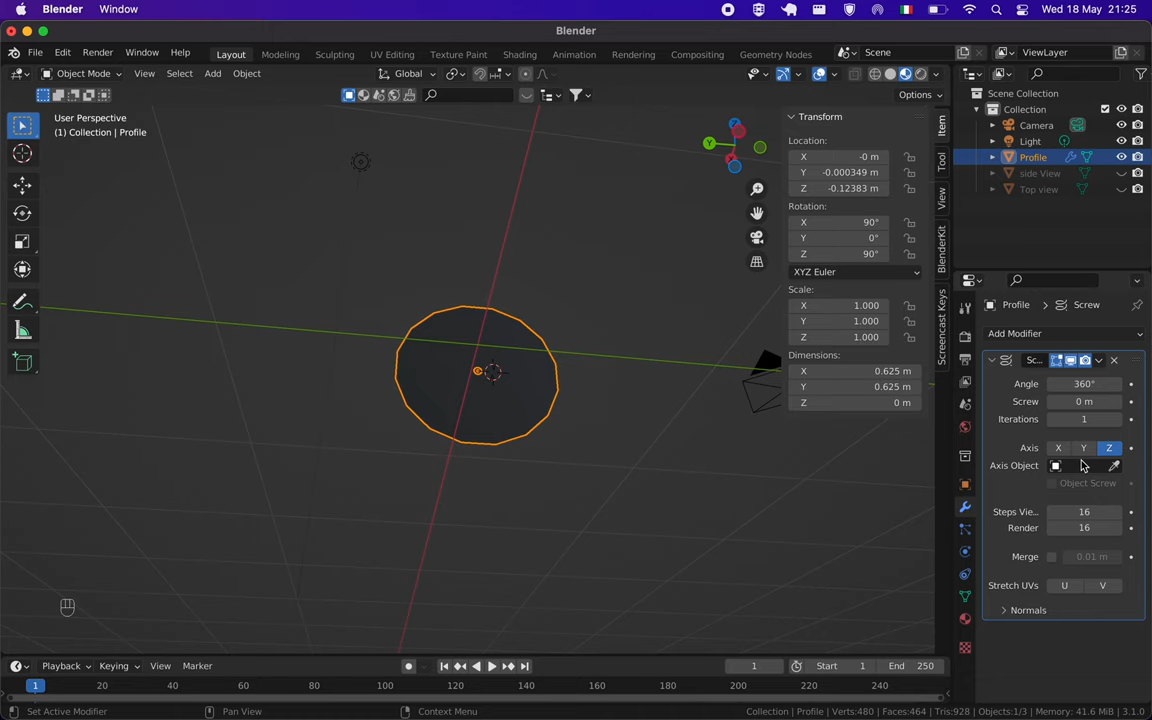 Blender Window Wed 18 May 21:25
Blender
File Edit Render Window Help Layout Modeling Sculpting UV Editing Texture Paint Shading Animation Rendering Compositing Geometry Nodes Scene ViewLayer
Object Mode View Select Add Object Global
Options
User Perspective
(1) Collection | Profile
Transform
Location:
X -0 m
Y -0.000349 m
Z -0.12383 m
Rotation:
X 90°
Y 0°
Z 90°
XYZ Euler
Scale:
X 1.000
Y 1.000
Z 1.000
Dimensions:
X 0.625 m
Y 0.625 m
Z 0 m
Item
Tool
View
BlenderKit
Screencast Keys
Scene Collection
Collection
Camera
Light
Profile
side View
Top view
Profile > Screw
Add Modifier
Sc...
Angle 360°
Screw 0 m
Iterations 1
Axis X Y Z
Axis Object
Object Screw
Steps Vie... 16
Render 16
Merge 0.01 m
Stretch UVs U V
Normals
Playback Keying View Marker 1 Start 1 End 250
1 20 40 60 80 100 120 140 160 180 200 220 240
Set Active Modifier Pan View Context Menu Collection | Profile | Verts:480 | Faces:464 | Tris:928 | Objects:1/3 | Memory: 41.6 MiB | 3.1.0